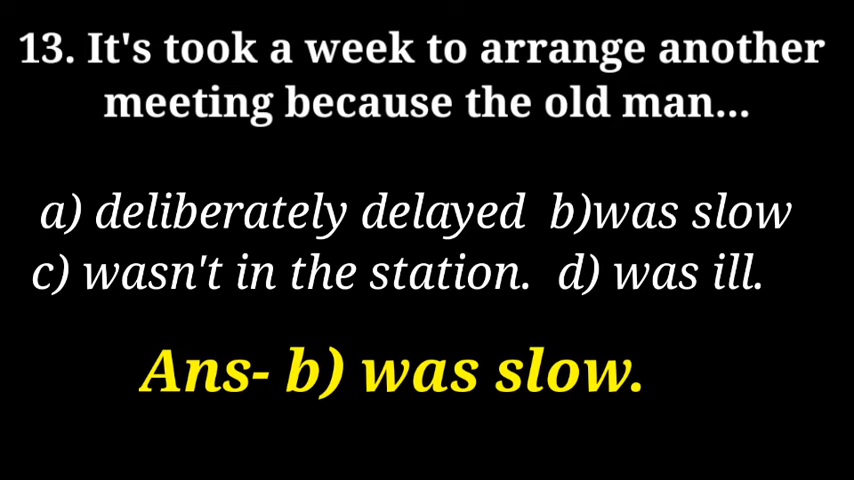 13. It's took a week to arrange another
meeting because the old man...
a) deliberately delayed b)was slow
c) wasn't in the station. d) was ill.
Ans- b) was slow.